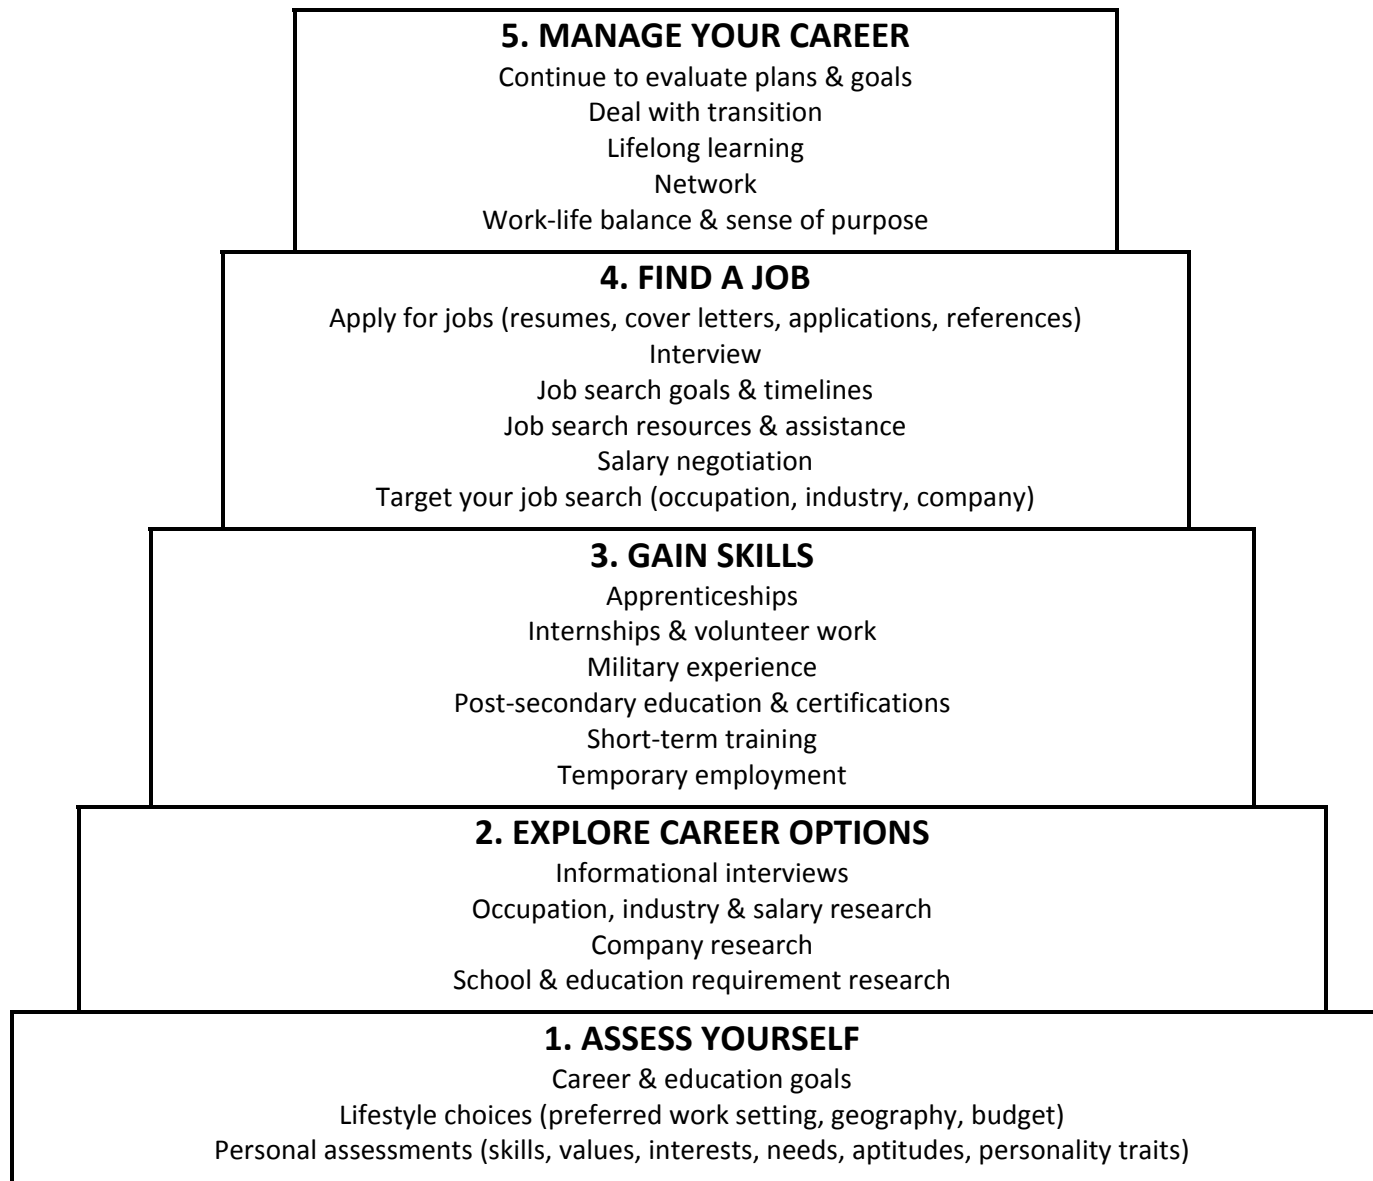 5. MANAGE YOUR CAREER
Continue to evaluate plans & goals
Deal with transition
Lifelong learning
Network
Work-life balance & sense of purpose
4. FIND A JOB
Apply for jobs (resumes, cover letters, applications, references)
Interview
Job search goals & timelines
Job search resources & assistance
Salary negotiation
Target your job search (occupation, industry, company)
3. GAIN SKILLS
Apprenticeships
Internships & volunteer work
Military experience
Post-secondary education & certifications
Short-term training
Temporary employment
2. EXPLORE CAREER OPTIONS
Informational interviews
Occupation, industry & salary research
Company research
School & education requirement research
1. ASSESS YOURSELF
Career & education goals
Lifestyle choices (preferred work setting, geography, budget)
Personal assessments (skills, values, interests, needs, aptitudes, personality traits)